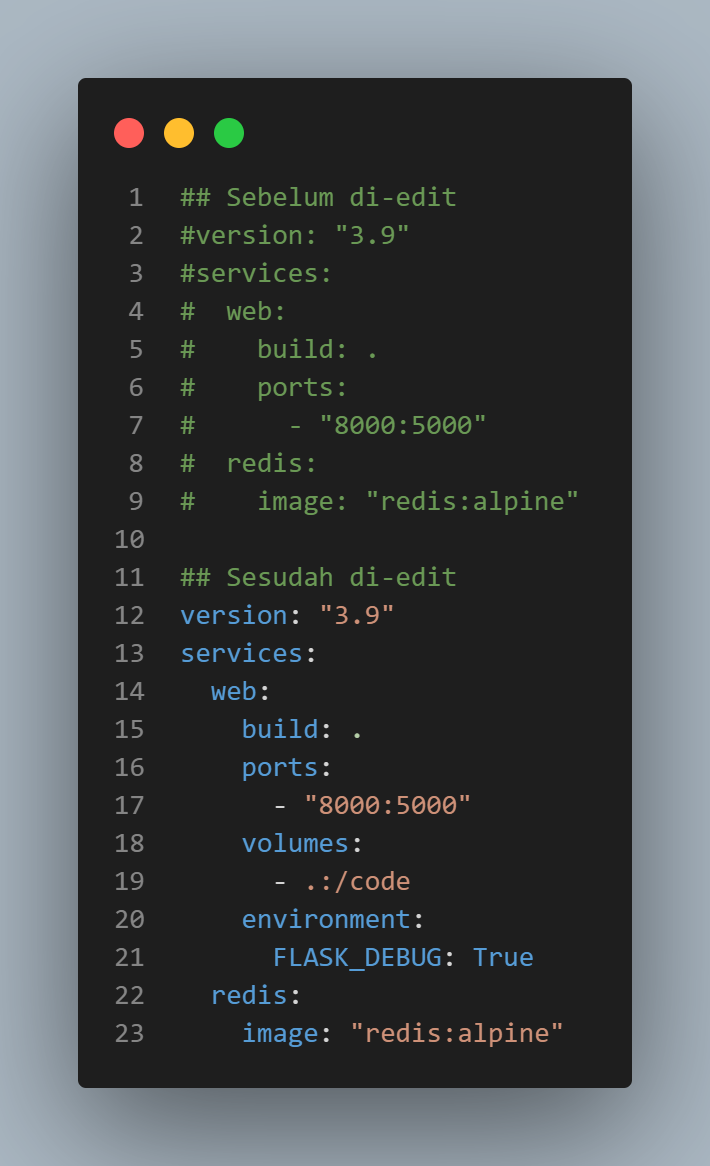 1 ## Sebelum di-edit
2 #version: "3.9"
3 #services:
4 #  web:
5 #    build: .
6 #    ports:
7 #      - "8000:5000"
8 #  redis:
9 #    image: "redis:alpine"
10
11 ## Sesudah di-edit
12 version: "3.9"
13 services:
14   web:
15     build: .
16     ports:
17       - "8000:5000"
18     volumes:
19       - .:/code
20     environment:
21       FLASK_DEBUG: True
22   redis:
23     image: "redis:alpine"